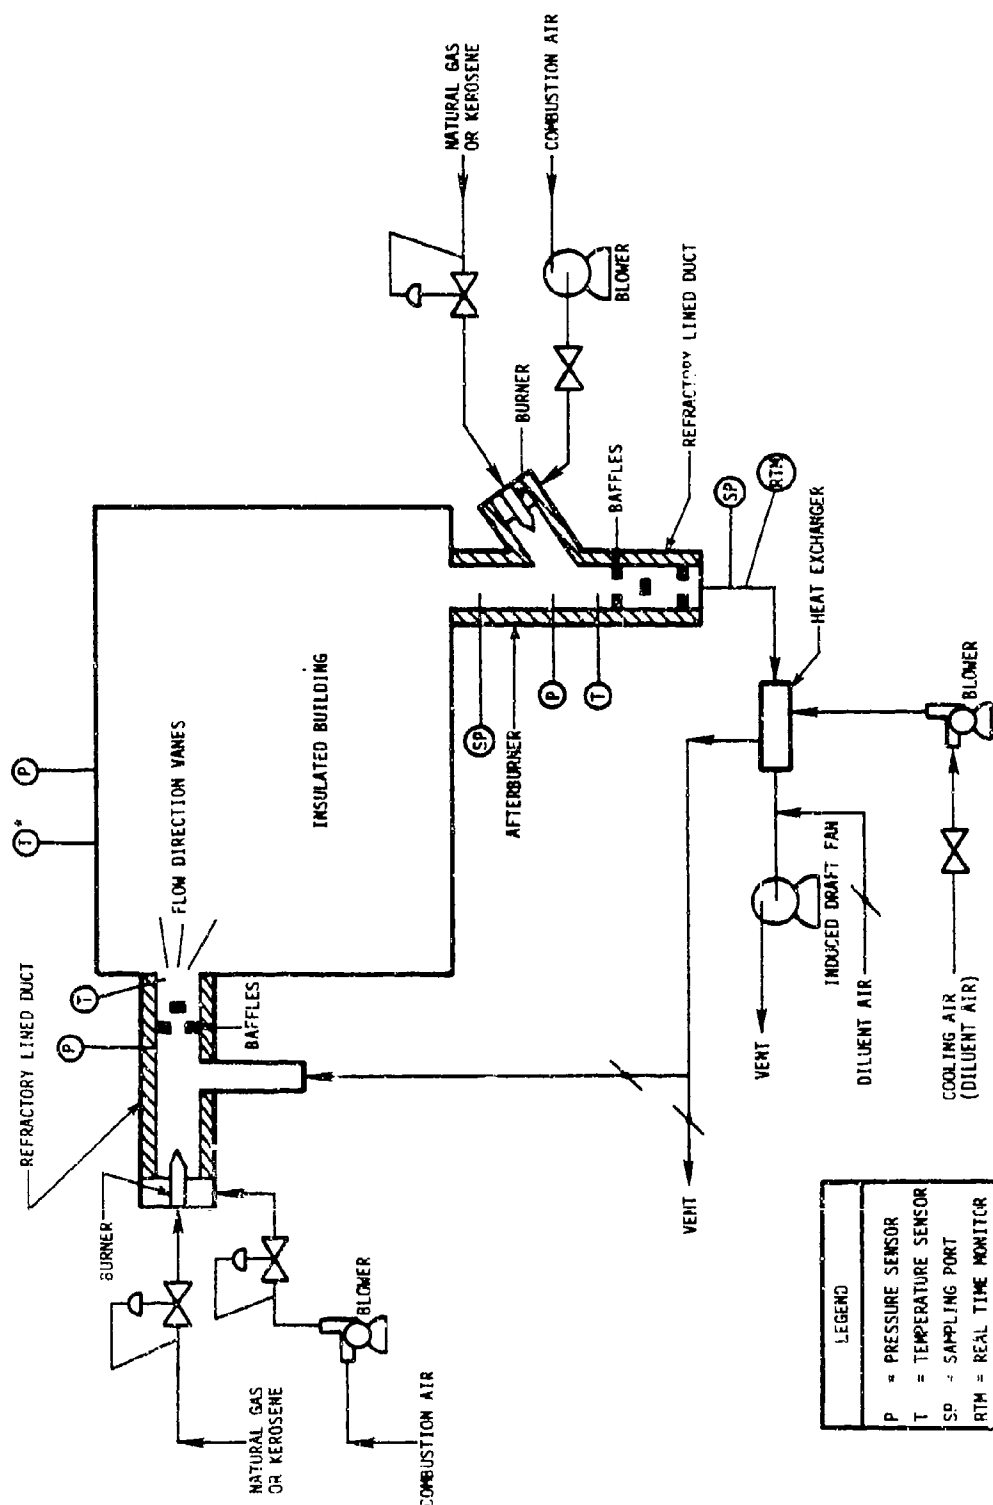 REFRACTORY LINED DUCT
P
T
T*
P
BURNER
BAFFLES
FLOW DIRECTION VANES
INSULATED BUILDING
NATURAL GAS
OR KEROSENE
COMBUSTION AIR
BLOWER
NATURAL GAS
OR KEROSENE
COMBUSTION AIR
BLOWER
BURNER
BAFFLES
REFRACTORY LINED DUCT
AFTERBURNER
SP
P
T
SP
RTM
HEAT EXCHANGER
BLOWER
INDUCED DRAFT FAN
VENT
DILUENT AIR
COOLING AIR
(DILUENT AIR)
VENT
LEGEND
P = PRESSURE SENSOR
T = TEMPERATURE SENSOR
SP = SAMPLING PORT
RTM = REAL TIME MONITOR